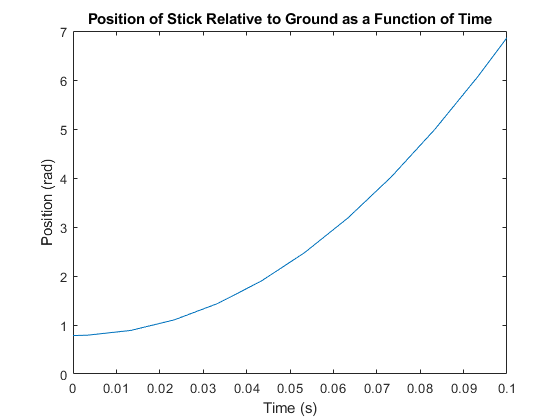 Position of Stick Relative to Ground as a Function of Time
7
6
5
4
3
2
1
0
Position (rad)
0 0.01 0.02 0.03 0.04 0.05 0.06 0.07 0.08 0.09 0.1
Time (s)